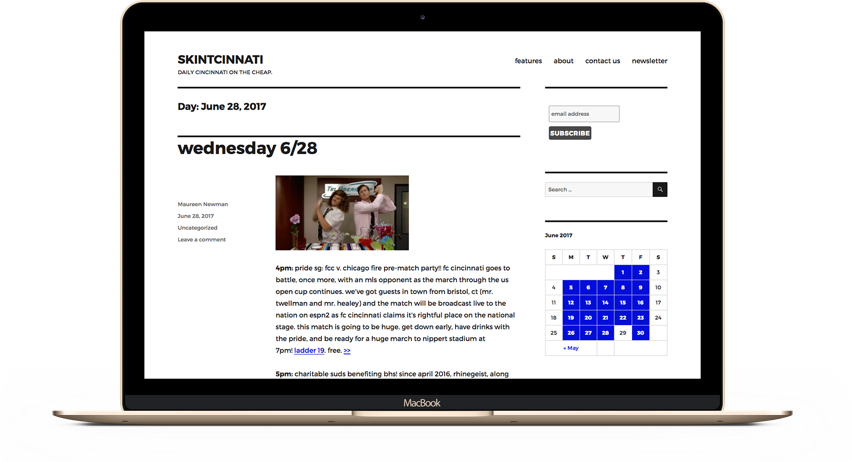 SKINTCINNATI
DAILY CINCINNATI ON THE CHEAP.
features about contact us newsletter
Day: June 28, 2017
wednesday 6/28
Maureen Newman
June 28, 2017
Uncategorized
Leave a comment
4pm: pride sg: fcc v. chicago fire pre-match party!! fc cincinnati goes to
battle, once more, with an mls opponent as the march through the us
open cup continues. we've got guests in town from bristol, ct (mr.
twellman and mr. healey) and the match will be broadcast live to the
nation on espn2 as fc cincinnati claims it's rightful place on the national
stage. this match is going to be huge. get down early, have drinks with
the pride, and be ready for a huge march to nippert stadium at
7pm! ladder 19. free. >>
5pm: charitable suds benefiting bhs! since april 2016, rhinegeist, along
email address
SUBSCRIBE
Search ...
June 2017
S M T W T F S
1 2 3
4 5 6 7 8 9 10
11 12 13 14 15 16 17
18 19 20 21 22 23 24
25 26 27 28 29 30
« May
MacBook